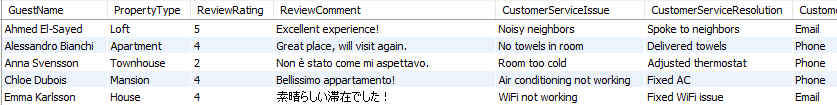 GuestName PropertyType ReviewRating ReviewComment CustomerServiceIssue CustomerServiceResolution Custome
Ahmed El-Sayed Loft 5 Excellent experience! Noisy neighbors Spoke to neighbors Email
Alessandro Bianchi Apartment 4 Great place, will visit again. No towels in room Delivered towels Phone
Anna Svensson Townhouse 2 Non è stato come mi aspettavo. Room too cold Adjusted thermostat Phone
Chloe Dubois Mansion 4 Bellissimo appartamento! Air conditioning not working Fixed AC Phone
Emma Karlsson House 4 素晴らしい滞在でした! WiFi not working Fixed WiFi issue Email